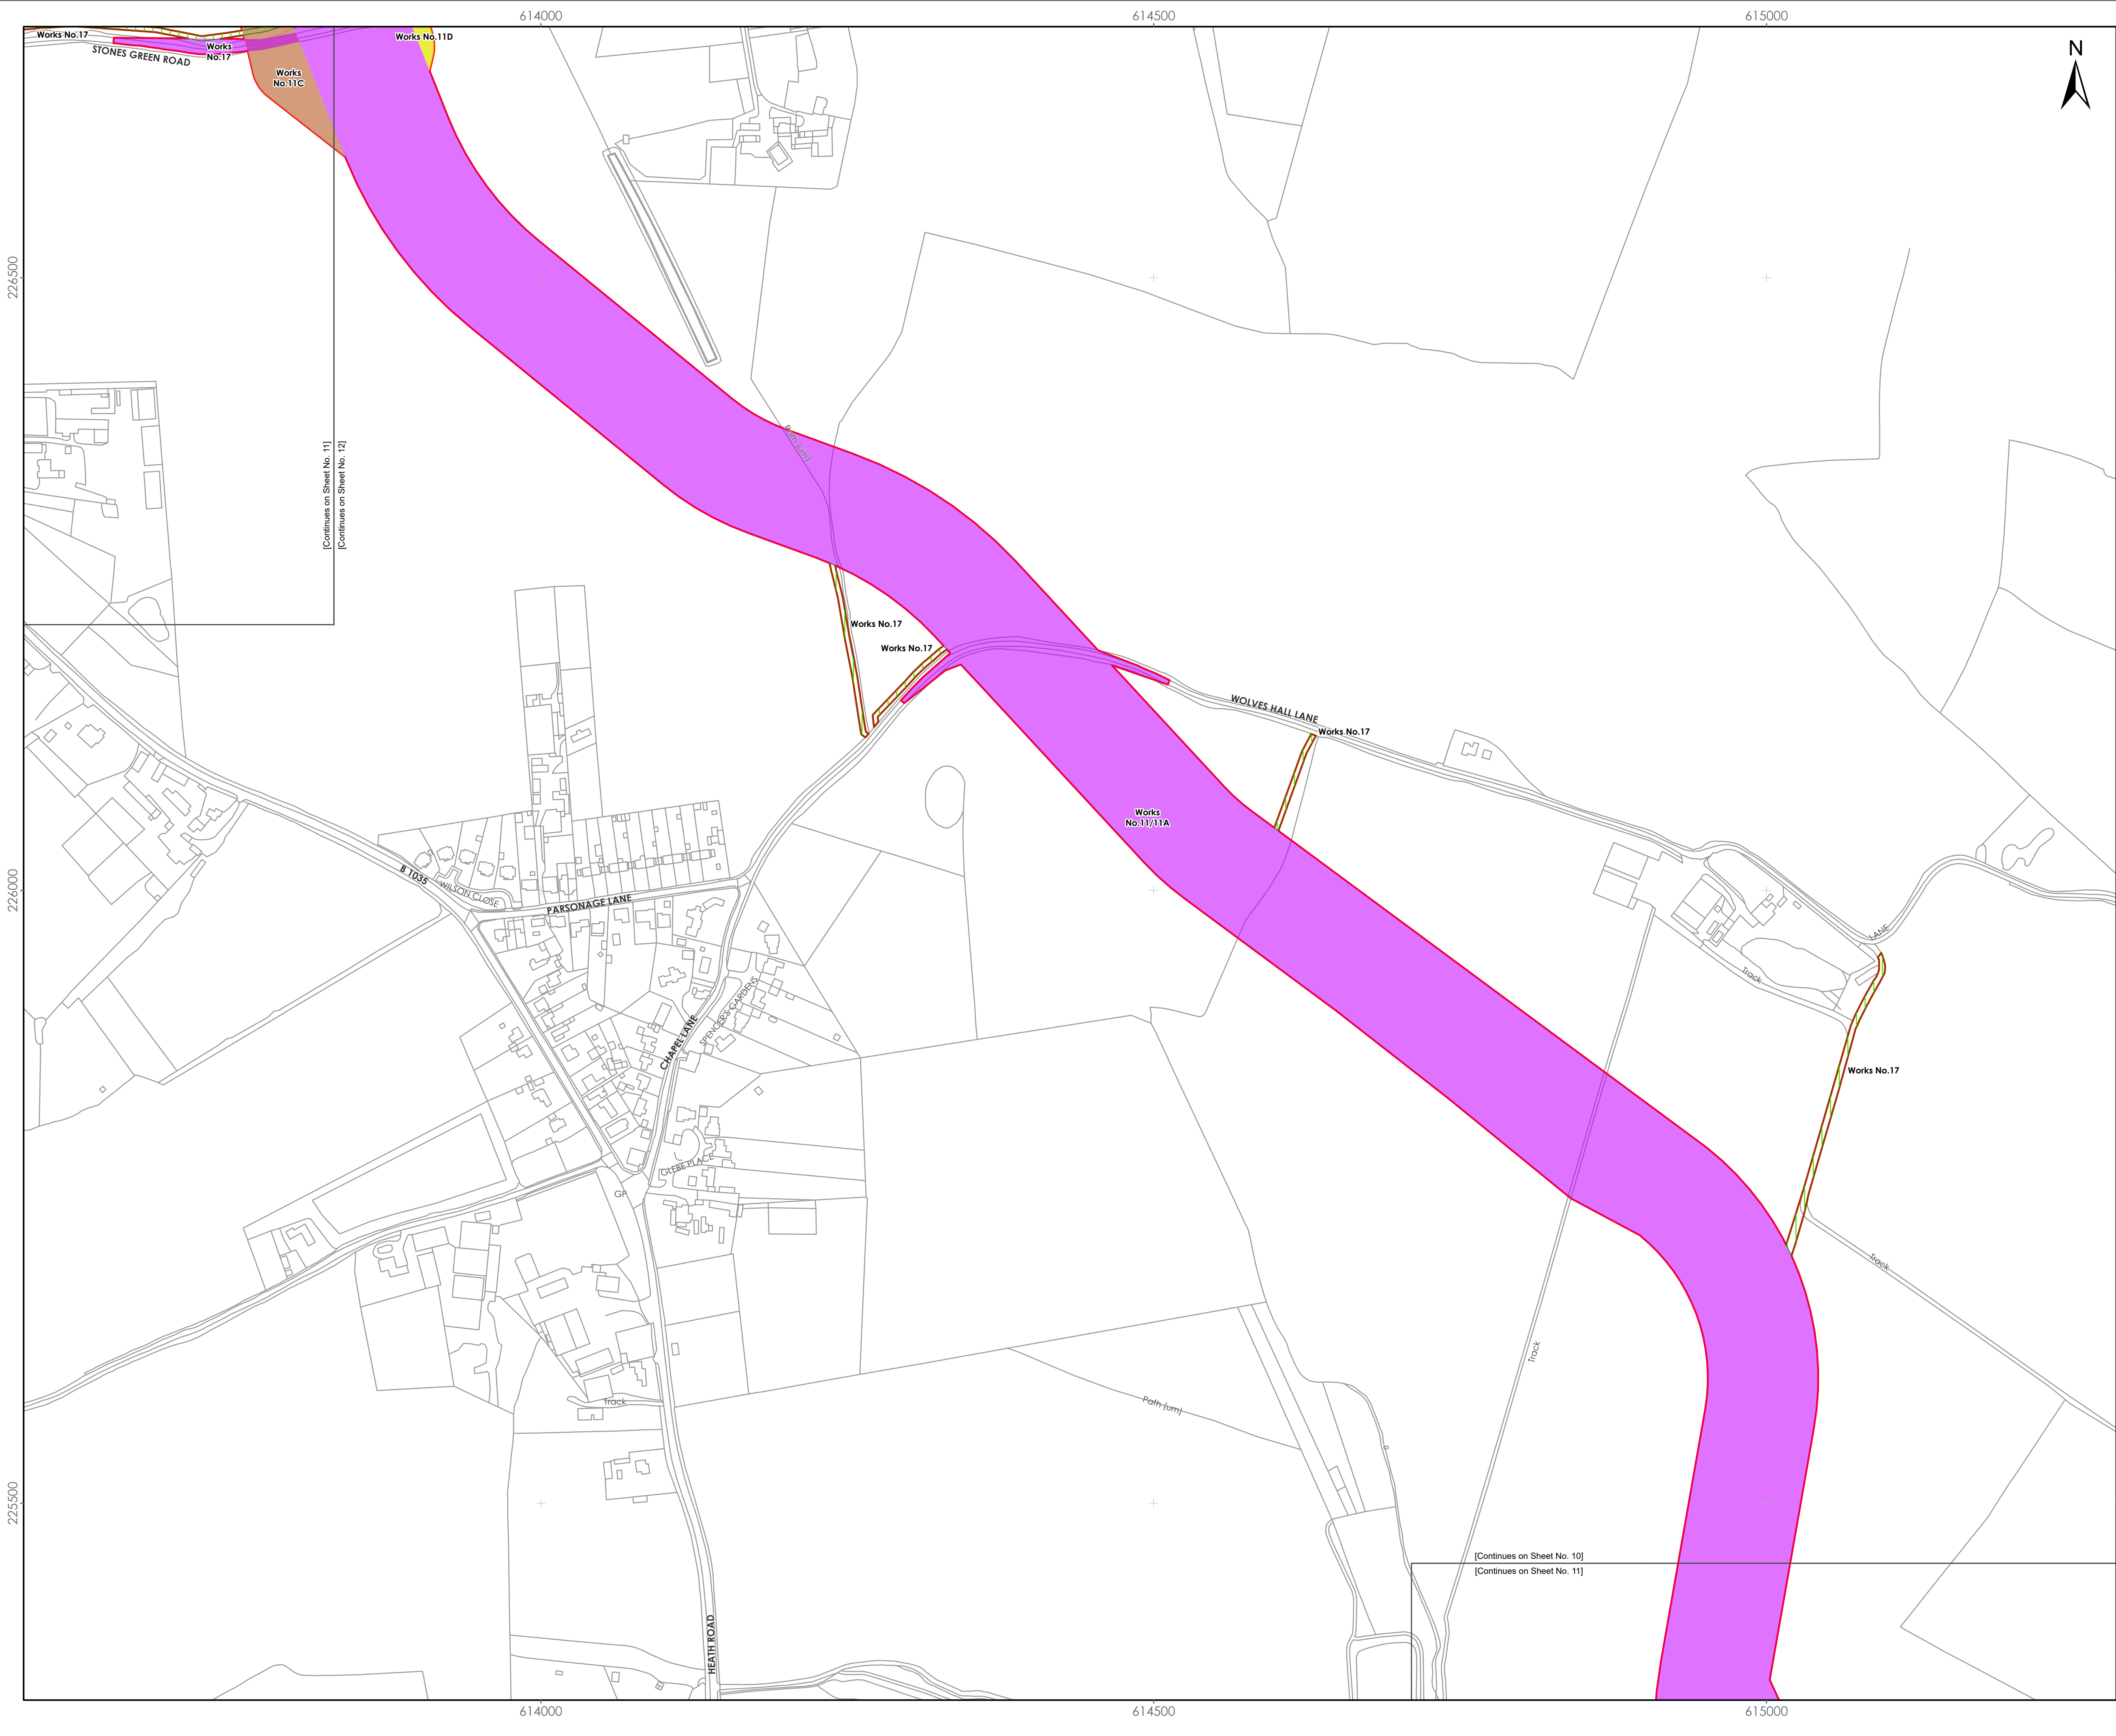 614000
614500
615000
Works No.17
STONES GREEN ROAD
Works
No.17
Works
No.11C
Works No.11D
N
226500
[Continues on Sheet No. 11]
[Continues on Sheet No. 12]
Path (um)
Works No.17
Works No.17
WOLVES HALL LANE
Works No.17
Works
No.11/11A
B 1035
WILSON CLOSE
PARSONAGE LANE
226000
LANE
Track
CHAPEL LANE
SPENCER'S GARDENS
Works No.17
GLEBE PLACE
GP
Track
Track
Track
Path (um)
225500
[Continues on Sheet No. 10]
[Continues on Sheet No. 11]
HEATH ROAD
614000
614500
615000